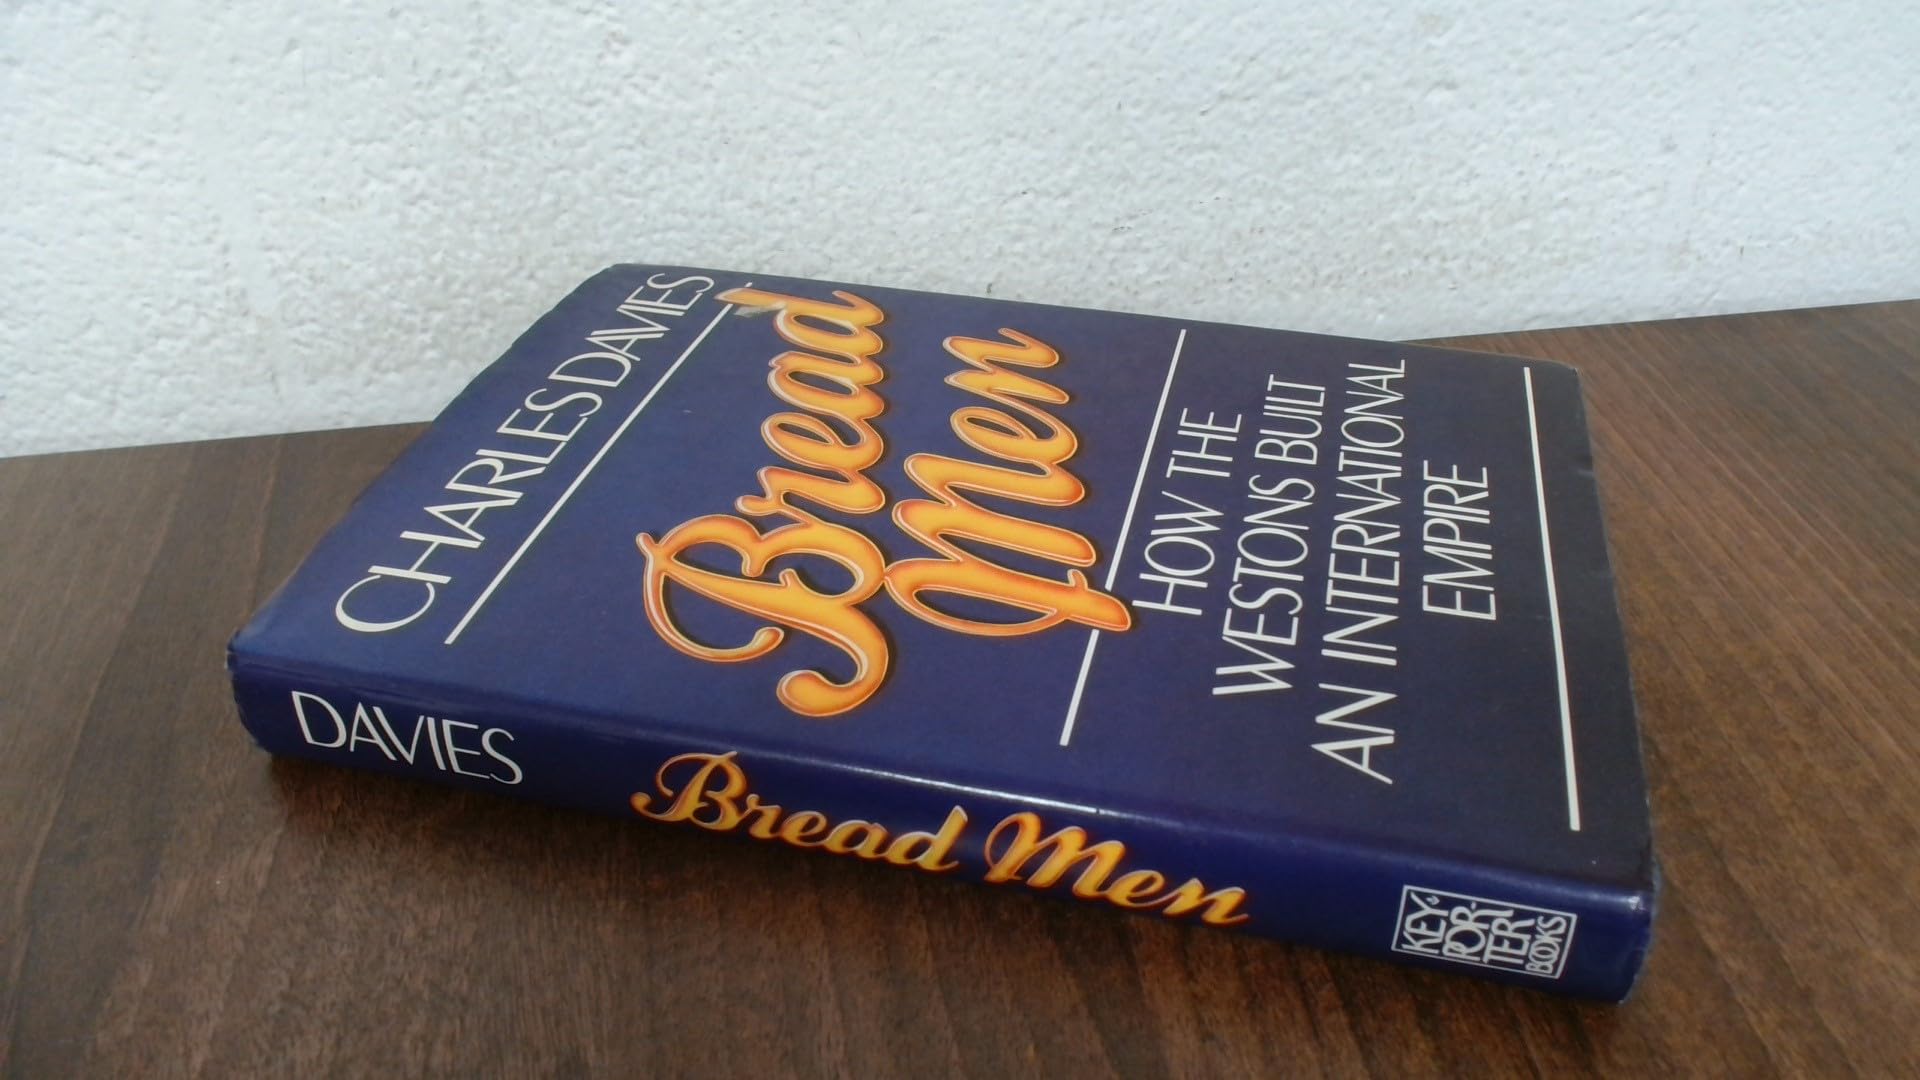 CHARLES DAVIES
Bread
Men
HOW THE
WESTONS BUILT
AN INTERNATIONAL
EMPIRE
DAVIES
Bread Men
KEY
POR-
TER
BOOKS